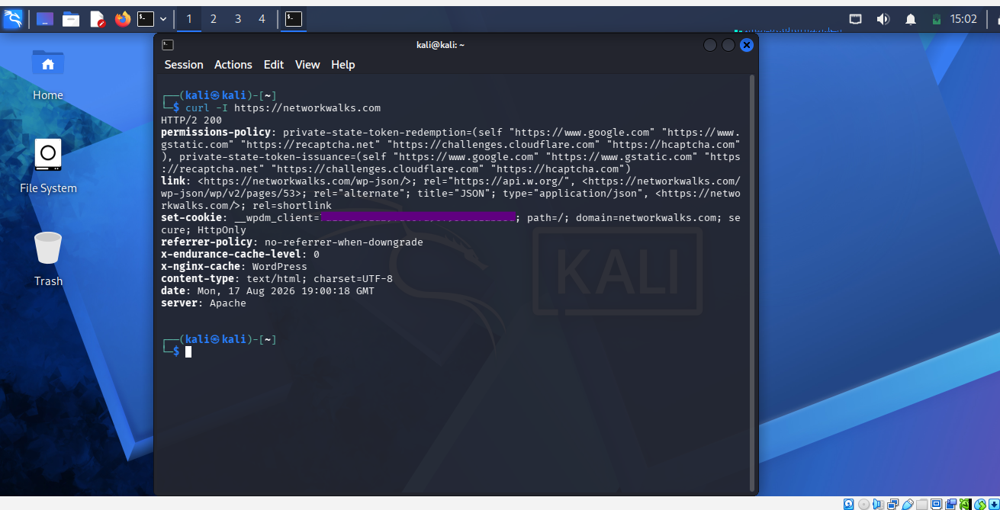 1 2 3 4 15:02
kali@kali: ~
Session Actions Edit View Help
Home
File System
Trash
┌──(kali㉿kali)-[~]
└─$ curl -I https://networkwalks.com
HTTP/2 200
permissions-policy: private-state-token-redemption=(self "https://www.google.com" "https://www.
gstatic.com" "https://recaptcha.net" "https://challenges.cloudflare.com" "https://hcaptcha.com"
), private-state-token-issuance=(self "https://www.google.com" "https://www.gstatic.com" "https
://recaptcha.net" "https://challenges.cloudflare.com" "https://hcaptcha.com")
link: <https://networkwalks.com/wp-json/>; rel="https://api.w.org/", <https://networkwalks.com/
wp-json/wp/v2/pages/53>; rel="alternate"; title="JSON"; type="application/json", <https://netwo
rkwalks.com/>; rel=shortlink
set-cookie: __wpdm_client=; path=/; domain=networkwalks.com; se
cure; HttpOnly
referrer-policy: no-referrer-when-downgrade
x-endurance-cache-level: 0
x-nginx-cache: WordPress
content-type: text/html; charset=UTF-8
date: Mon, 17 Aug 2026 19:00:18 GMT
server: Apache
┌──(kali㉿kali)-[~]
└─$
KALI